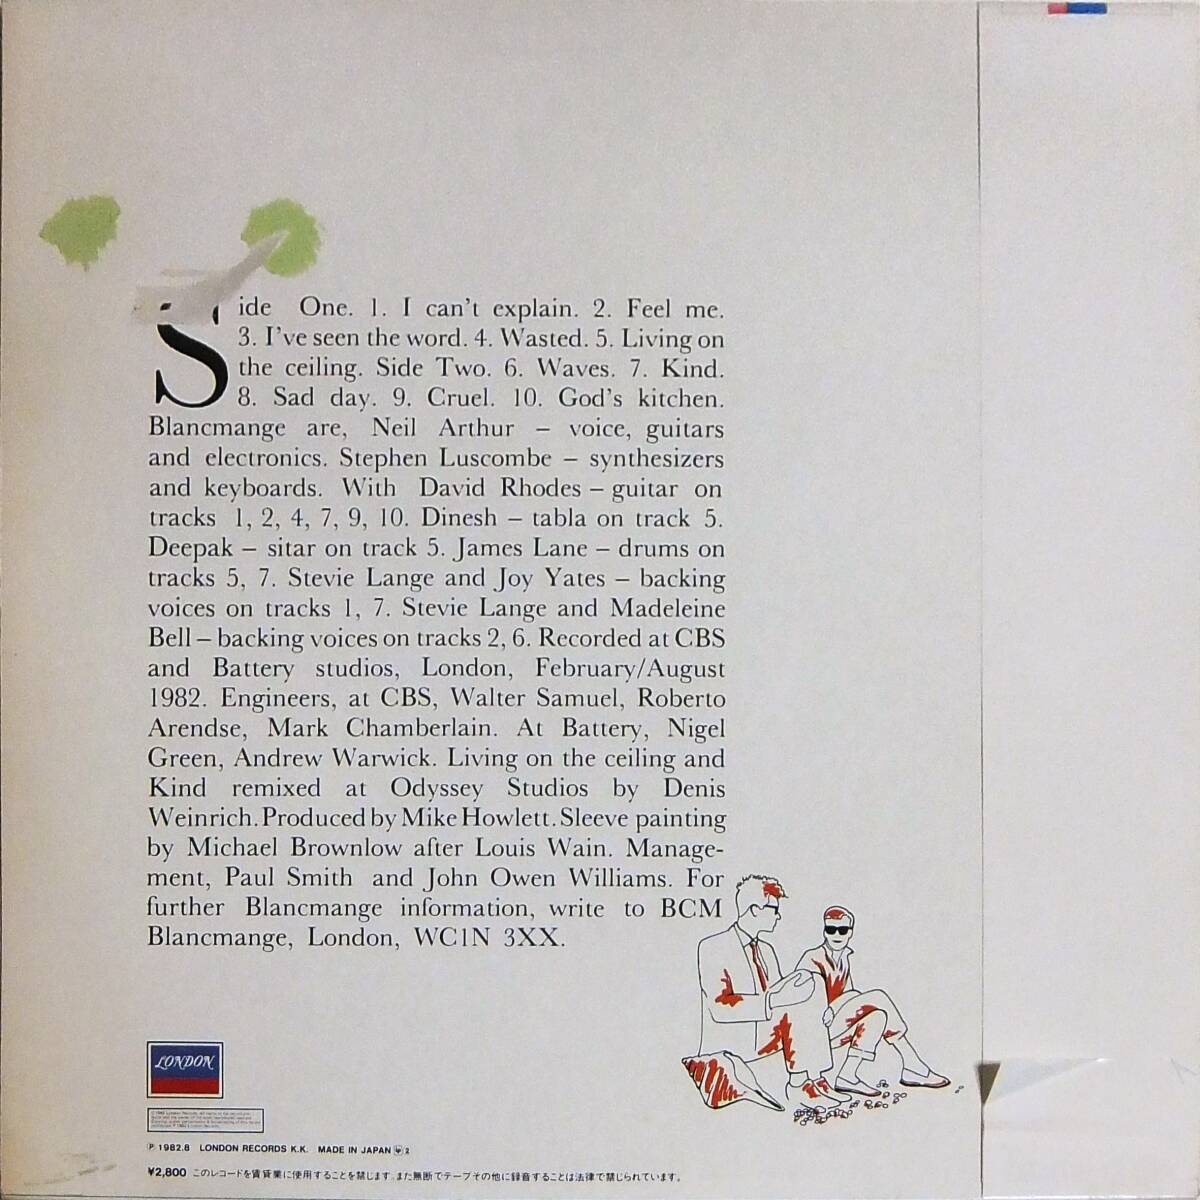 Side One. 1. I can't explain. 2. Feel me.
3. I've seen the word. 4. Wasted. 5. Living on
the ceiling. Side Two. 6. Waves. 7. Kind.
8. Sad day. 9. Cruel. 10. God's kitchen.
Blancmange are, Neil Arthur – voice, guitars
and electronics. Stephen Luscombe – synthesizers
and keyboards. With David Rhodes – guitar on
tracks 1, 2, 4, 7, 9, 10. Dinesh – tabla on track 5.
Deepak – sitar on track 5. James Lane – drums on
tracks 5, 7. Stevie Lange and Joy Yates – backing
voices on tracks 1, 7. Stevie Lange and Madeleine
Bell – backing voices on tracks 2, 6. Recorded at CBS
and Battery studios, London, February/August
1982. Engineers, at CBS, Walter Samuel, Roberto
Arendse, Mark Chamberlain. At Battery, Nigel
Green, Andrew Warwick. Living on the ceiling and
Kind remixed at Odyssey Studios by Denis
Weinrich. Produced by Mike Howlett. Sleeve painting
by Michael Brownlow after Louis Wain. Manage-
ment, Paul Smith and John Owen Williams. For
further Blancmange information, write to BCM
Blancmange, London, WC1N 3XX.
LONDON
℗ 1982.8 LONDON RECORDS K.K. MADE IN JAPAN 2
¥2,800 このレコードを賃貸業に使用することを禁じます。また無断でテープその他に録音することは法律で禁じられています。